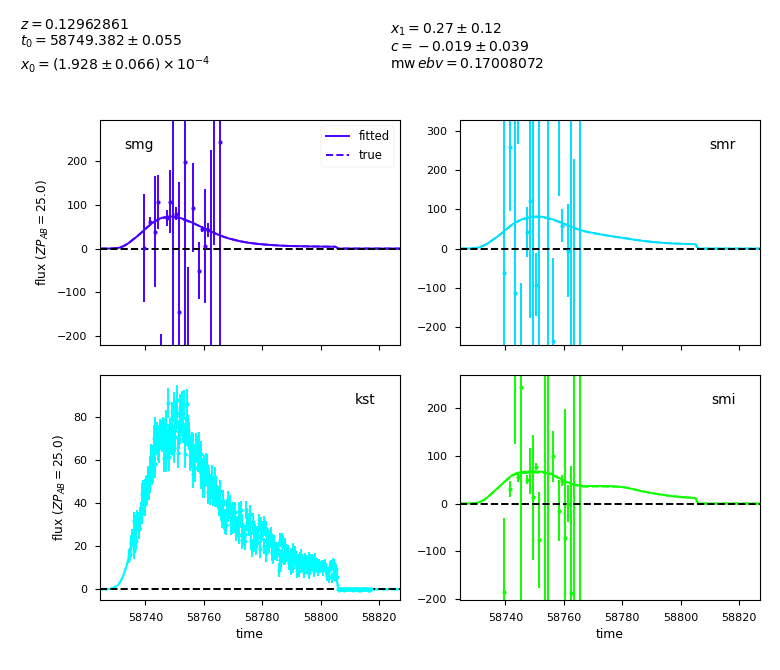 z = 0.12962861
t₀ = 58749.382 ± 0.055
x₀ = (1.928 ± 0.066) × 10⁻⁴
x₁ = 0.27 ± 0.12
c = −0.019 ± 0.039
mw ebv = 0.17008072
smg
fitted
true
200
100
0
−100
−200
flux (ZP_AB = 25.0)
smr
300
200
100
0
−100
−200
kst
80
60
40
20
0
flux (ZP_AB = 25.0)
58740 58760 58780 58800 58820
time
smi
200
100
0
−100
−200
58740 58760 58780 58800 58820
time